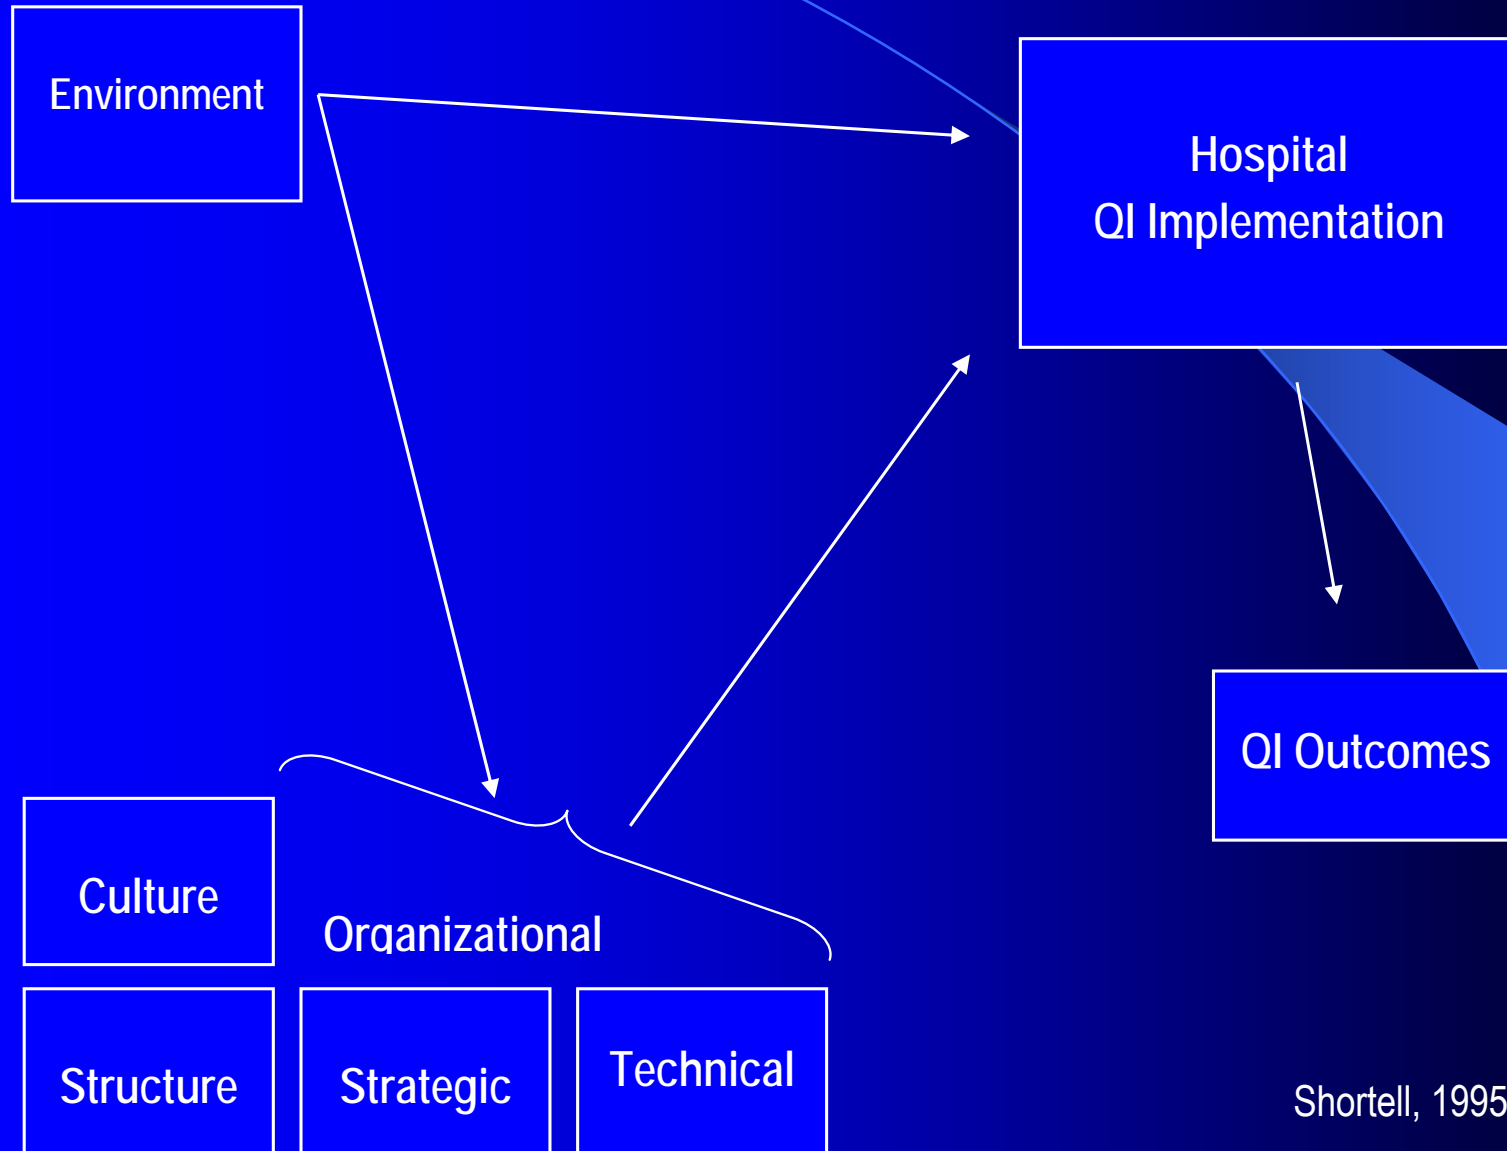 Environment
Hospital
QI Implementation
QI Outcomes
Culture
Organizational
Structure
Strategic
Technical
Shortell, 1995